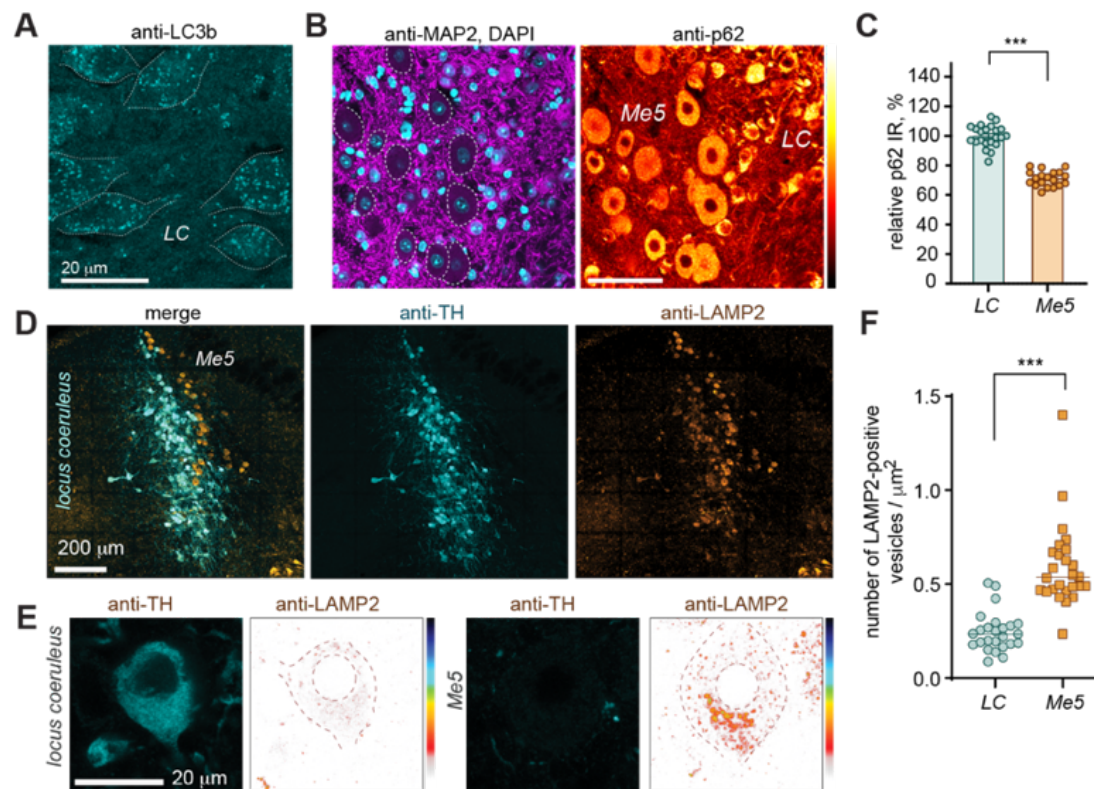 A
anti-LC3b
LC
20 μm
B
anti-MAP2, DAPI
anti-p62
Me5
LC
C
***
relative p62 IR, %
140
120
100
80
60
40
20
0
LC
Me5
D
merge
anti-TH
anti-LAMP2
locus coeruleus
Me5
200 μm
E
anti-TH
anti-LAMP2
anti-TH
anti-LAMP2
locus coeruleus
Me5
20 μm
F
***
number of LAMP2-positive
vesicles / μm²
1.5
1.0
0.5
0.0
LC
Me5